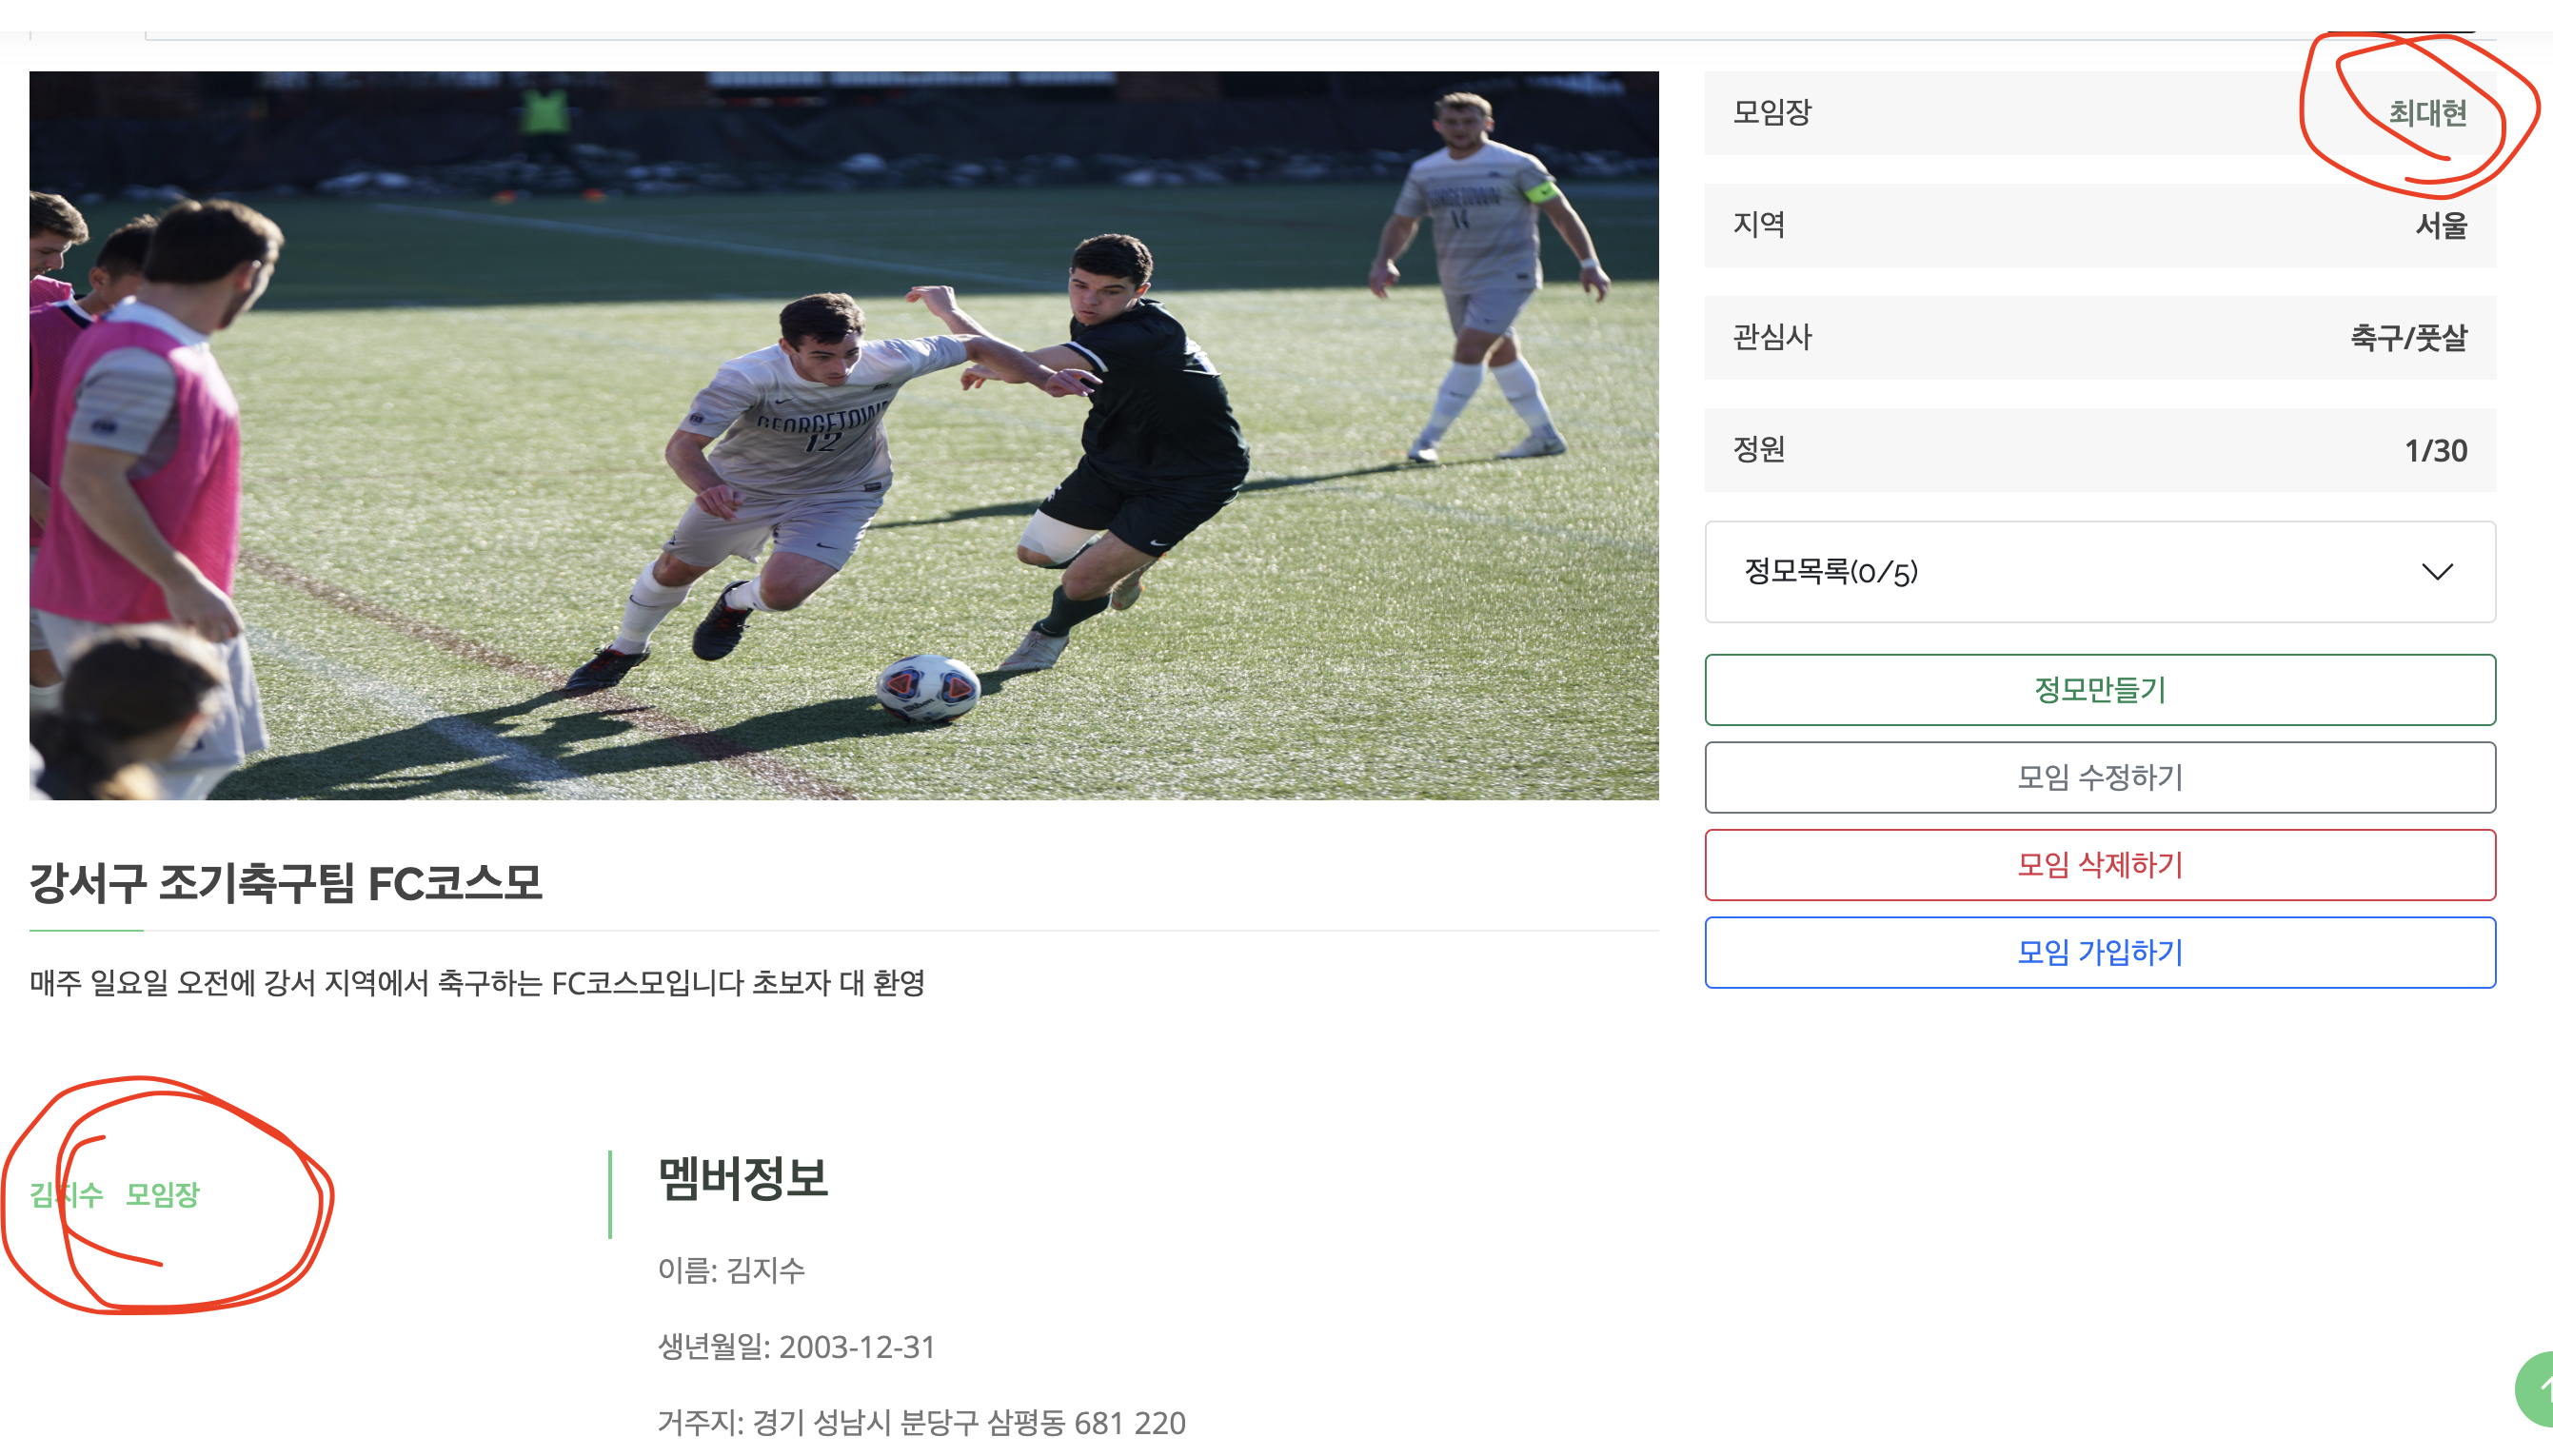 모임장 최대현
지역 서울
관심사 축구/풋살
정원 1/30
정모목록(0/5)
정모만들기
모임 수정하기
모임 삭제하기
모임 가입하기
GEORGETOWN
12
GEORGETOWN
14
강서구 조기축구팀 FC코스모
매주 일요일 오전에 강서 지역에서 축구하는 FC코스모입니다 초보자 대 환영
김지수 모임장
멤버정보
이름: 김지수
생년월일: 2003-12-31
거주지: 경기 성남시 분당구 삼평동 681 220